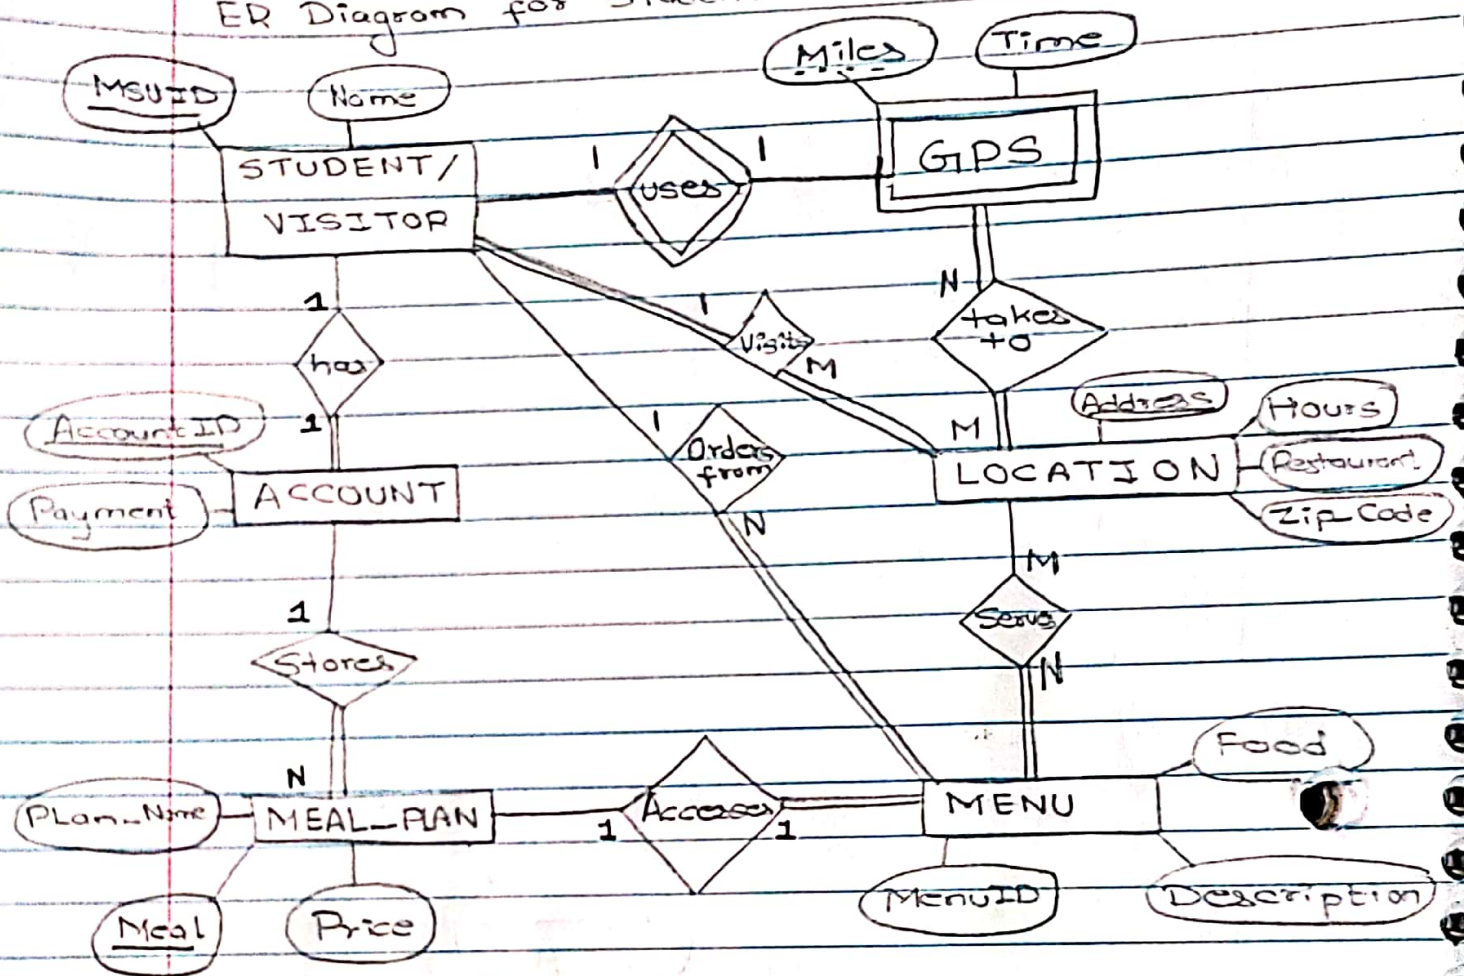 ER Diagram for
Miles
Time
MSUID
Name
STUDENT/
VISITOR
1
uses
1
GPS
1
has
1
1
Visits
M
N
takes
to
M
AccountID
Payment
ACCOUNT
1
Orders
from
N
Address
Hours
Restaurant
Zip_Code
LOCATION
M
Serves
N
1
Stores
N
Food
Plan_Name
MEAL_PLAN
1
Accesses
1
MENU
Meal
Price
MenuID
Description